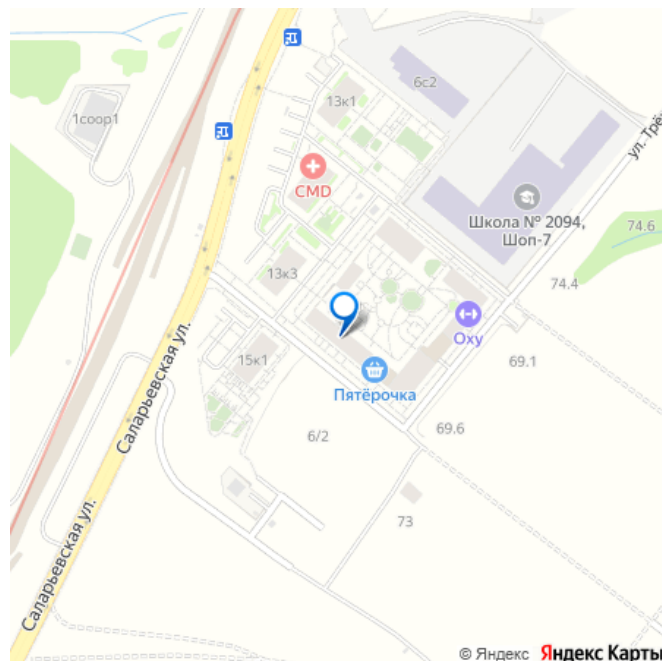 6с2
13к1
1соор1
ул. Трё
CMD
Школа № 2094,
Шоп-7
74.6
13к3
74.4
Оху
15к1
69.1
Пятёрочка
Саларьевская ул.
6/2
69.6
73
Саларьевская ул.
© Яндекс Яндекс Карты